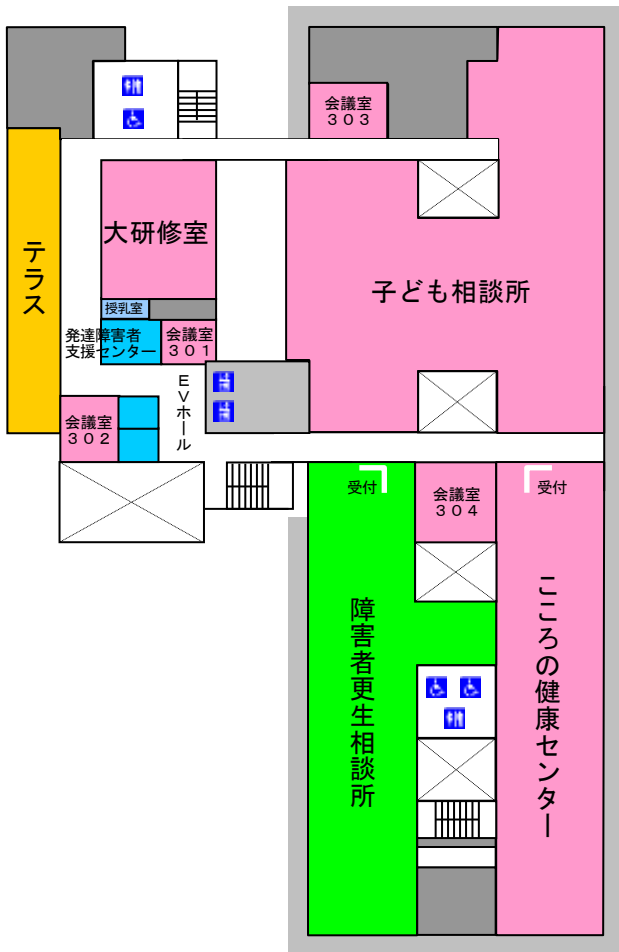 会議室
３０３
大研修室
テラス
子ども相談所
授乳室
発達障害者
支援センター
会議室
３０１
ＥＶホール
会議室
３０２
受付
会議室
３０４
受付
障害者更生相談所
こころの健康センター